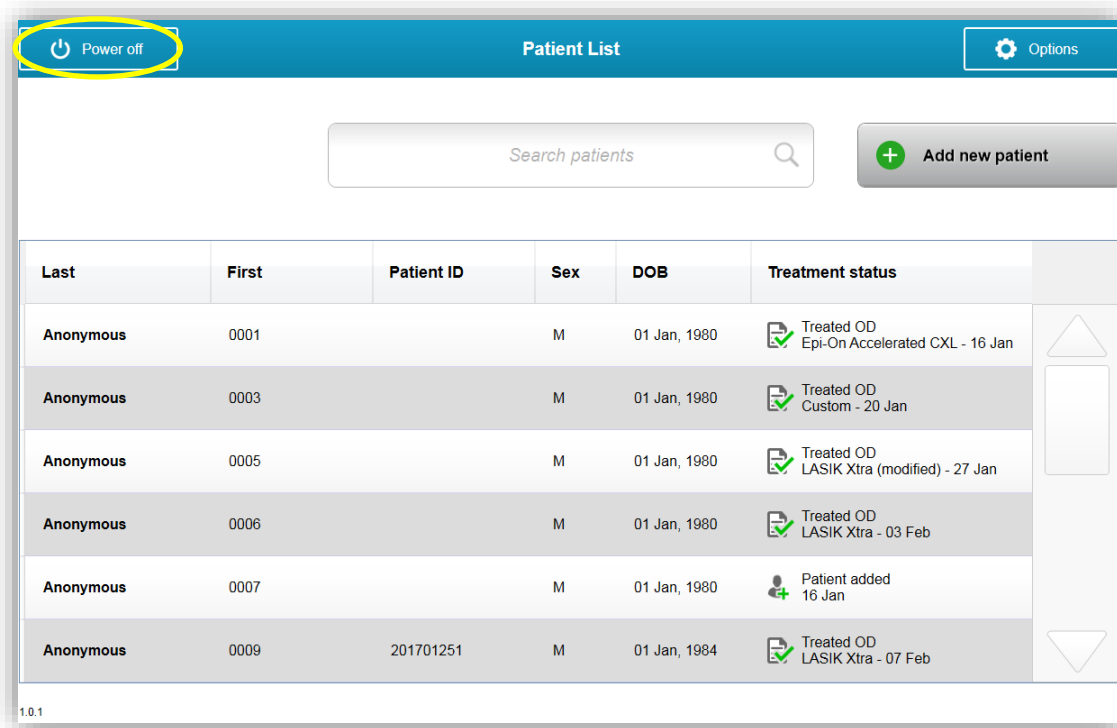 Power off
Patient List
Options
Search patients
Add new patient
Last First Patient ID Sex DOB Treatment status
Anonymous 0001 M 01 Jan, 1980 Treated OD
Epi-On Accelerated CXL - 16 Jan
Anonymous 0003 M 01 Jan, 1980 Treated OD
Custom - 20 Jan
Anonymous 0005 M 01 Jan, 1980 Treated OD
LASIK Xtra (modified) - 27 Jan
Anonymous 0006 M 01 Jan, 1980 Treated OD
LASIK Xtra - 03 Feb
Anonymous 0007 M 01 Jan, 1980 Patient added
16 Jan
Anonymous 0009 201701251 M 01 Jan, 1984 Treated OD
LASIK Xtra - 07 Feb
1.0.1